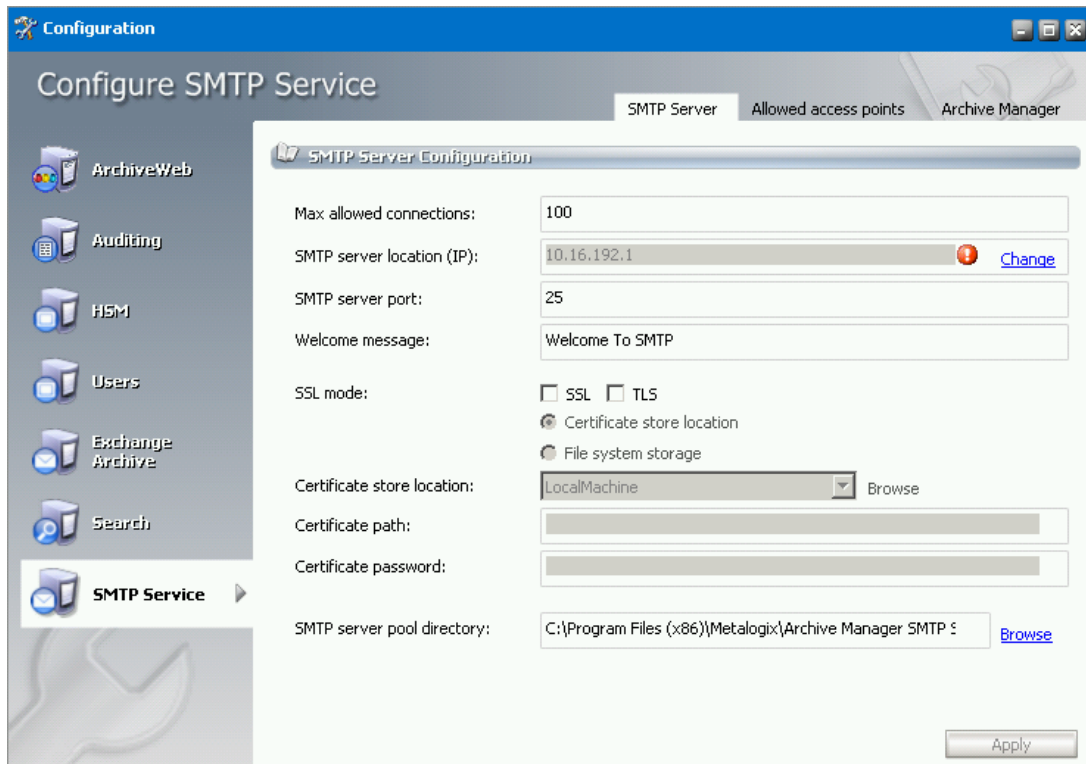 Configuration
Configure SMTP Service
SMTP Server Allowed access points Archive Manager
ArchiveWeb
Auditing
HSM
Users
Exchange
Archive
Search
SMTP Service
SMTP Server Configuration
Max allowed connections: 100
SMTP server location (IP): 10.16.192.1 Change
SMTP server port: 25
Welcome message: Welcome To SMTP
SSL mode: SSL TLS
Certificate store location
File system storage
Certificate store location: LocalMachine Browse
Certificate path:
Certificate password:
SMTP server pool directory: C:\Program Files (x86)\Metalogix\Archive Manager SMTP Browse
Apply